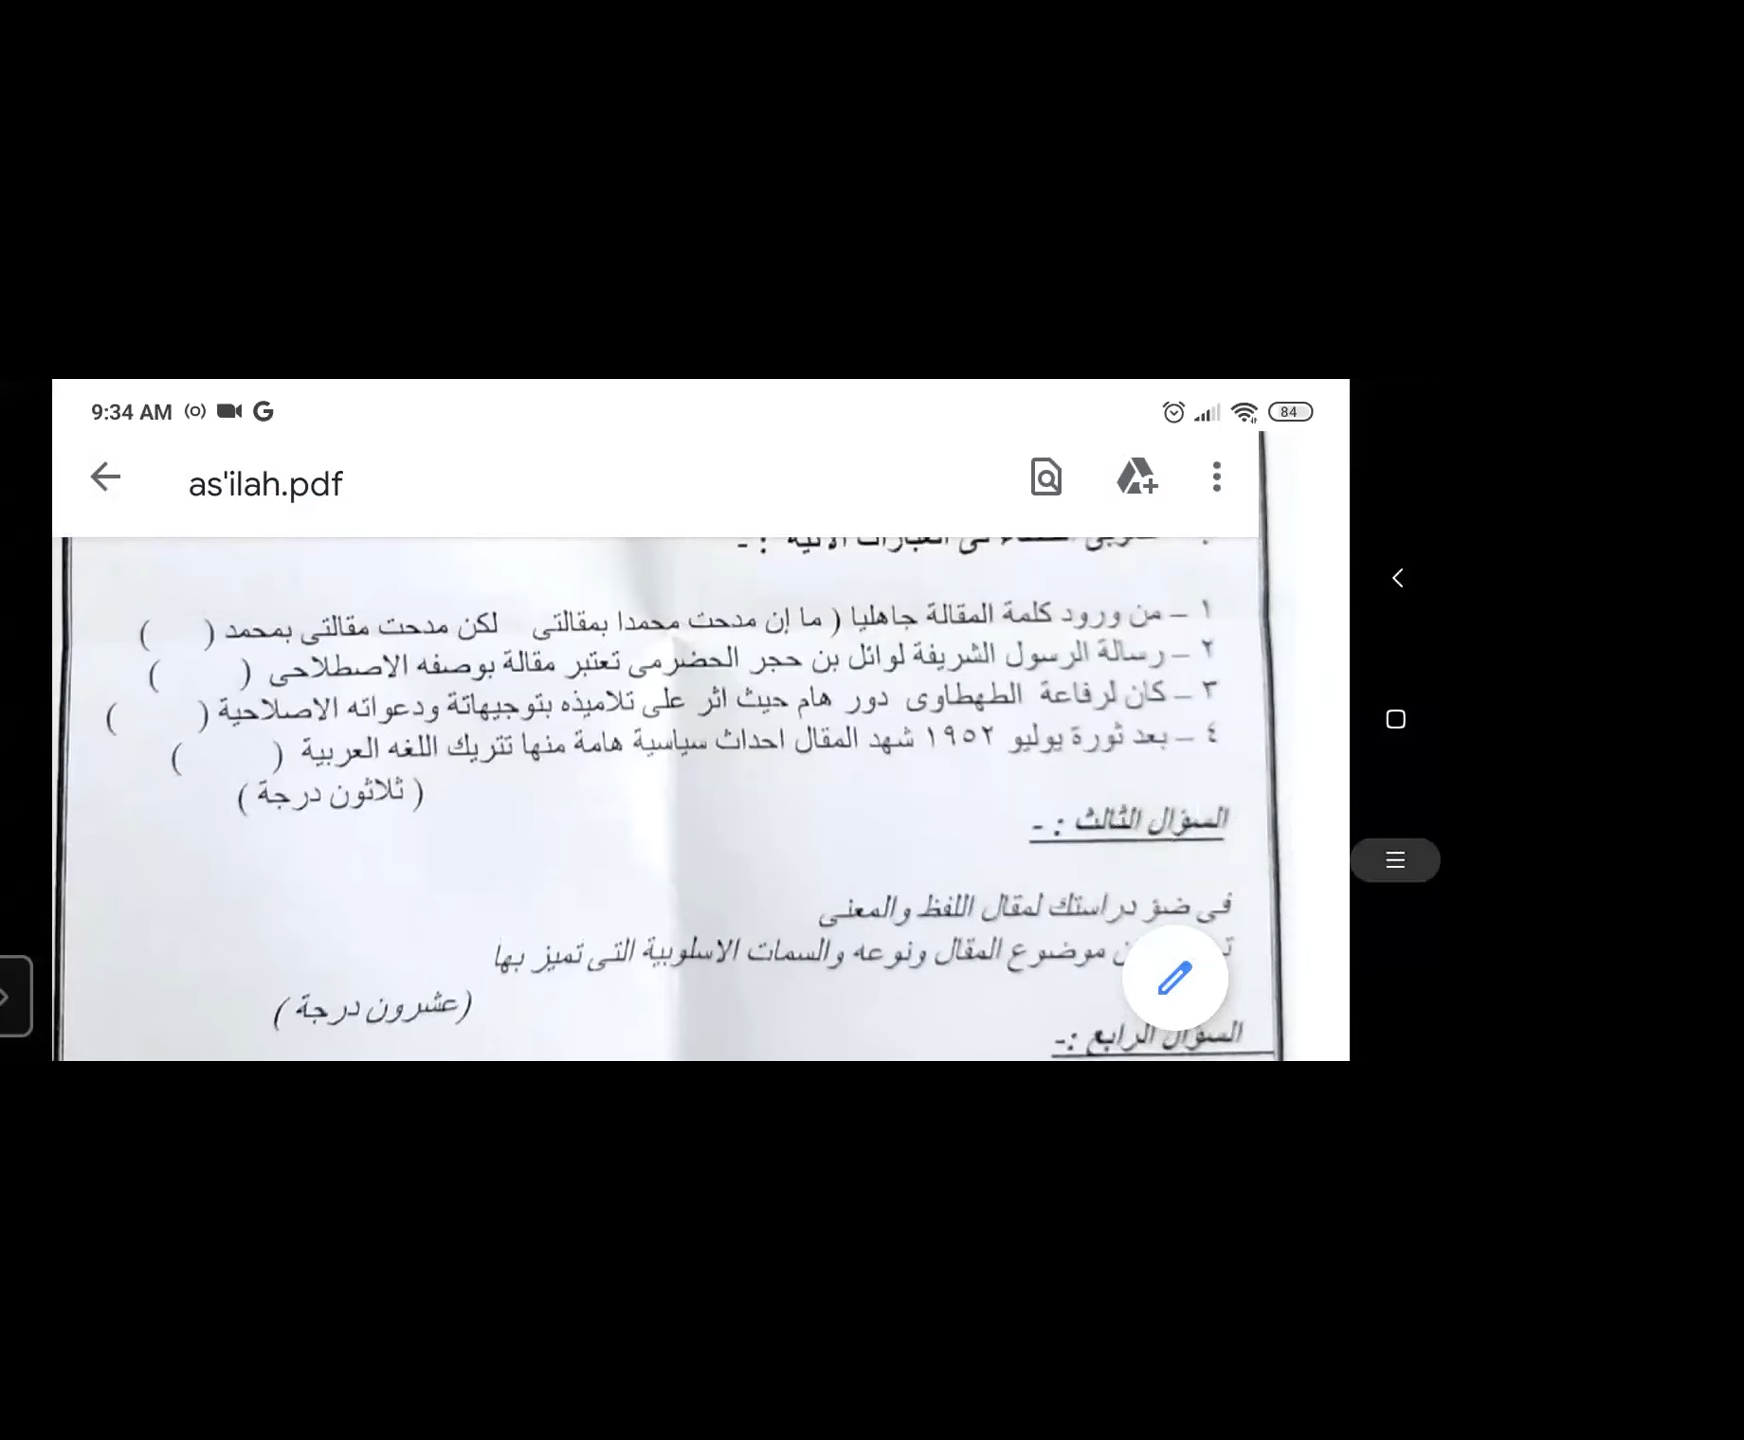 9:34 AM
84
as'ilah.pdf
العبارات الاتية : -
١ – من ورود كلمة المقالة جاهليا ( ما إن مدحت محمدا بمقالتى لكن مدحت مقالتى بمحمد ( )
٢ – رسالة الرسول الشريفة لوائل بن حجر الحضرمى تعتبر مقالة بوصفه الاصطلاحى ( )
٣ – كان لرفاعة الطهطاوى دور هام حيث اثر على تلاميذه بتوجيهاتة ودعواته الاصلاحية ( )
٤ – بعد ثورة يوليو ١٩٥٢ شهد المقال احداث سياسية هامة منها تتريك اللغه العربية ( )
( ثلاثون درجة )
السؤال الثالث : -
فى ضؤ دراستك لمقال اللفظ والمعنى
موضوع المقال ونوعه والسمات الاسلوبية التى تميز بها
(عشرون درجة )
السؤال الرابع :-